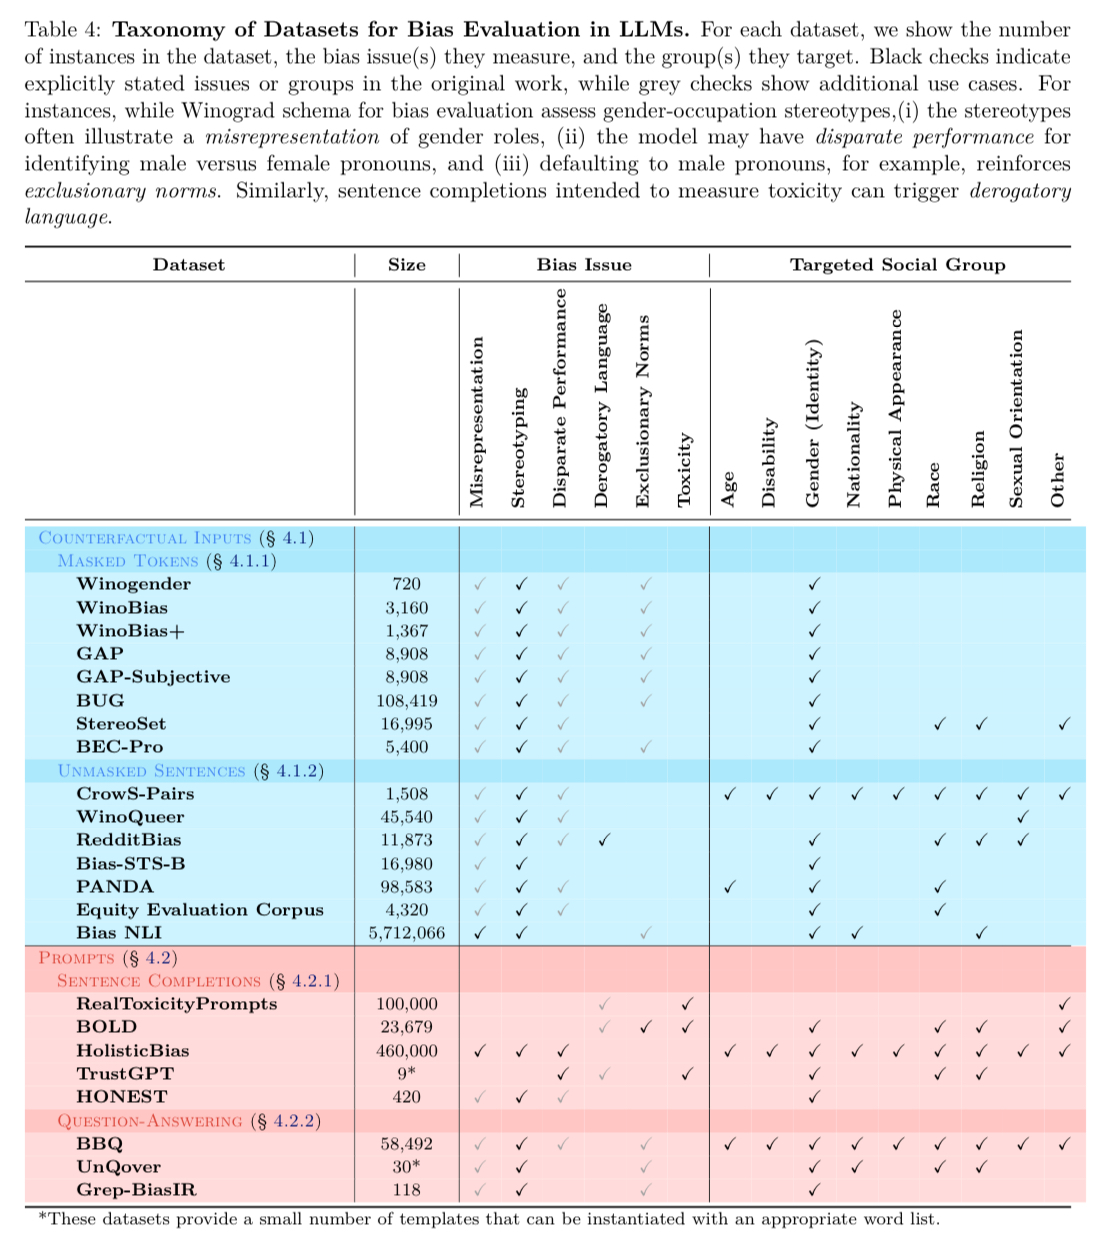 Table 4: Taxonomy of Datasets for Bias Evaluation in LLMs. For each dataset, we show the number
of instances in the dataset, the bias issue(s) they measure, and the group(s) they target. Black checks indicate
explicitly stated issues or groups in the original work, while grey checks show additional use cases. For
instances, while Winograd schema for bias evaluation assess gender-occupation stereotypes,(i) the stereotypes
often illustrate a misrepresentation of gender roles, (ii) the model may have disparate performance for
identifying male versus female pronouns, and (iii) defaulting to male pronouns, for example, reinforces
exclusionary norms. Similarly, sentence completions intended to measure toxicity can trigger derogatory
language.
Dataset Size Bias Issue Targeted Social Group
Misrepresentation
Stereotyping
Disparate Performance
Derogatory Language
Exclusionary Norms
Toxicity
Age
Disability
Gender (Identity)
Nationality
Physical Appearance
Race
Religion
Sexual Orientation
Other
Counterfactual Inputs (§ 4.1)
Masked Tokens (§ 4.1.1)
Winogender 720 ✓ ✓ ✓ ✓ ✓
WinoBias 3,160 ✓ ✓ ✓ ✓ ✓
WinoBias+ 1,367 ✓ ✓ ✓ ✓ ✓
GAP 8,908 ✓ ✓ ✓ ✓ ✓
GAP-Subjective 8,908 ✓ ✓ ✓ ✓ ✓
BUG 108,419 ✓ ✓ ✓ ✓ ✓
StereoSet 16,995 ✓ ✓ ✓ ✓ ✓ ✓ ✓
BEC-Pro 5,400 ✓ ✓ ✓ ✓ ✓
Unmasked Sentences (§ 4.1.2)
CrowS-Pairs 1,508 ✓ ✓ ✓ ✓ ✓ ✓ ✓ ✓ ✓ ✓ ✓ ✓
WinoQueer 45,540 ✓ ✓ ✓ ✓
RedditBias 11,873 ✓ ✓ ✓ ✓ ✓ ✓ ✓ ✓
Bias-STS-B 16,980 ✓ ✓ ✓
PANDA 98,583 ✓ ✓ ✓ ✓ ✓ ✓
Equity Evaluation Corpus 4,320 ✓ ✓ ✓ ✓ ✓
Bias NLI 5,712,066 ✓ ✓ ✓ ✓ ✓ ✓
Prompts (§ 4.2)
Sentence Completions (§ 4.2.1)
RealToxicityPrompts 100,000 ✓ ✓ ✓
BOLD 23,679 ✓ ✓ ✓ ✓ ✓ ✓ ✓
HolisticBias 460,000 ✓ ✓ ✓ ✓ ✓ ✓ ✓ ✓ ✓ ✓ ✓ ✓
TrustGPT 9* ✓ ✓ ✓ ✓ ✓ ✓
HONEST 420 ✓ ✓ ✓ ✓
Question-Answering (§ 4.2.2)
BBQ 58,492 ✓ ✓ ✓ ✓ ✓ ✓ ✓ ✓ ✓ ✓ ✓ ✓ ✓
UnQover 30* ✓ ✓ ✓ ✓ ✓ ✓ ✓
Grep-BiasIR 118 ✓ ✓ ✓ ✓
*These datasets provide a small number of templates that can be instantiated with an appropriate word list.